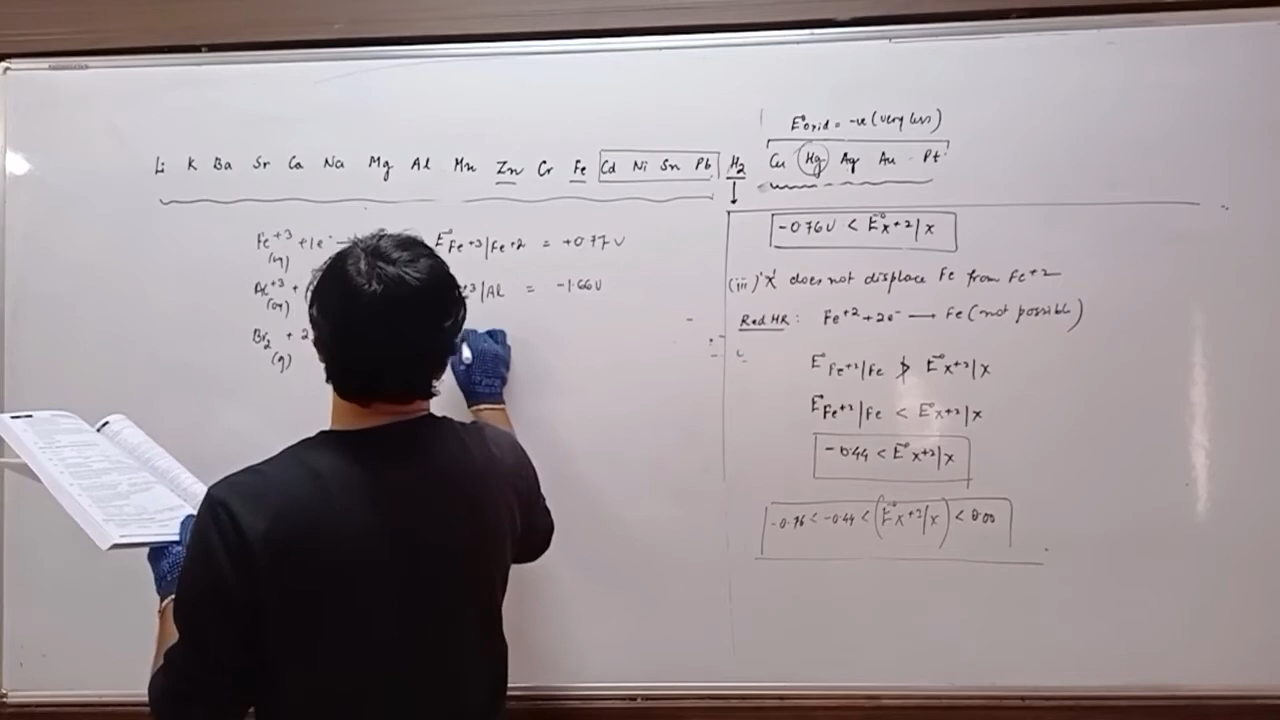 E°oxid = -ve (very less)
Li K Ba Sr Ca Na Mg Al Mn Zn Cr Fe Cd Ni Sn Pb H2 Cu Hg Ag Au Pt
Fe+3 + 1e-
(aq)
E° Fe+3|Fe+2 = +0.77 V
Al+3 +
(aq)
|Al = -1.66 V
Br2 + 2
(g)
-0.76 V < E°x+2|x
(iii) 'X' does not displace Fe from Fe+2
Red HR : Fe+2 + 2e- → Fe (not possible)
E° Fe+2|Fe ≯ E°x+2|x
E° Fe+2|Fe < E°x+2|x
-0.44 < E°x+2|x
-0.76 < -0.44 < (E°x+2|x) < 0.00